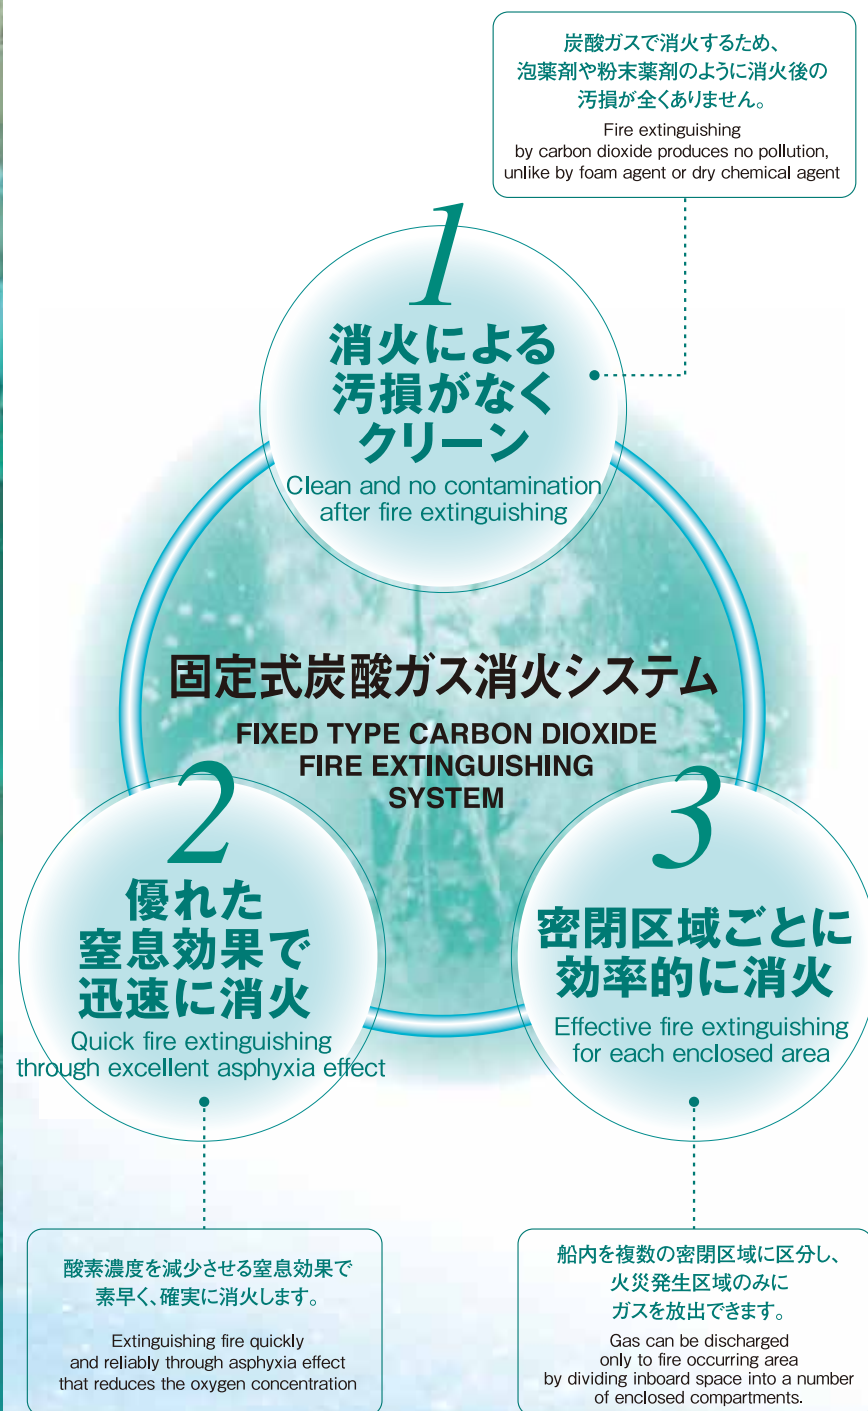 炭酸ガスで消火するため、
泡薬剤や粉末薬剤のように消火後の
汚損が全くありません。
Fire extinguishing
by carbon dioxide produces no pollution,
unlike by foam agent or dry chemical agent
1
消火による
汚損がなく
クリーン
Clean and no contamination
after fire extinguishing
固定式炭酸ガス消火システム
FIXED TYPE CARBON DIOXIDE
FIRE EXTINGUISHING
SYSTEM
2
優れた
窒息効果で
迅速に消火
Quick fire extinguishing
through excellent asphyxia effect
3
密閉区域ごとに
効率的に消火
Effective fire extinguishing
for each enclosed area
酸素濃度を減少させる窒息効果で
素早く、確実に消火します。
Extinguishing fire quickly
and reliably through asphyxia effect
that reduces the oxygen concentration
船内を複数の密閉区域に区分し、
火災発生区域のみに
ガスを放出できます。
Gas can be discharged
only to fire occurring area
by dividing inboard space into a number
of enclosed compartments.